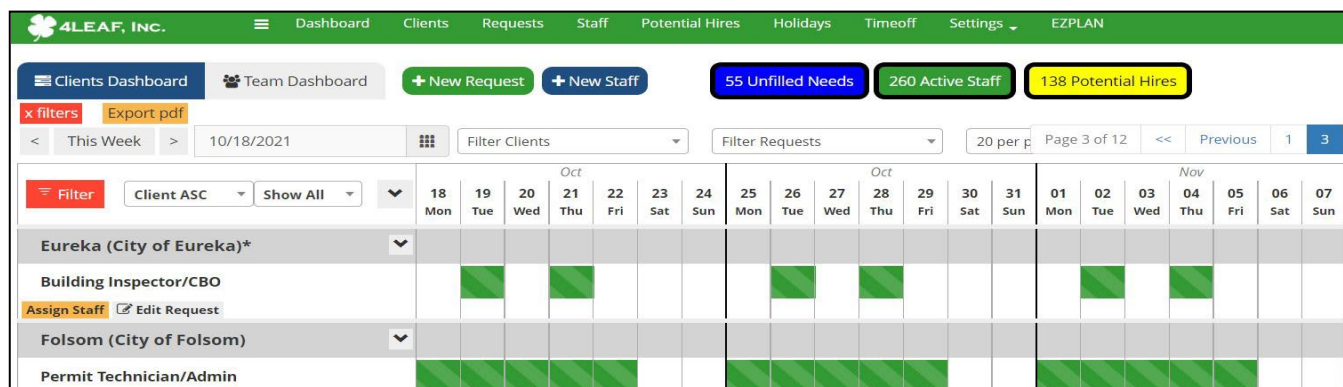 4LEAF, INC. Dashboard Clients Requests Staff Potential Hires Holidays Timeoff Settings EZPLAN
Clients Dashboard Team Dashboard + New Request + New Staff 55 Unfilled Needs 260 Active Staff 138 Potential Hires
x filters Export pdf
< This Week > 10/18/2021 Filter Clients Filter Requests 20 per p Page 3 of 12 << Previous 1 3
Oct Oct Nov
Filter Client ASC Show All 18 19 20 21 22 23 24 25 26 27 28 29 30 31 01 02 03 04 05 06 07
Mon Tue Wed Thu Fri Sat Sun Mon Tue Wed Thu Fri Sat Sun Mon Tue Wed Thu Fri Sat Sun
Eureka (City of Eureka)*
Building Inspector/CBO
Assign Staff Edit Request
Folsom (City of Folsom)
Permit Technician/Admin